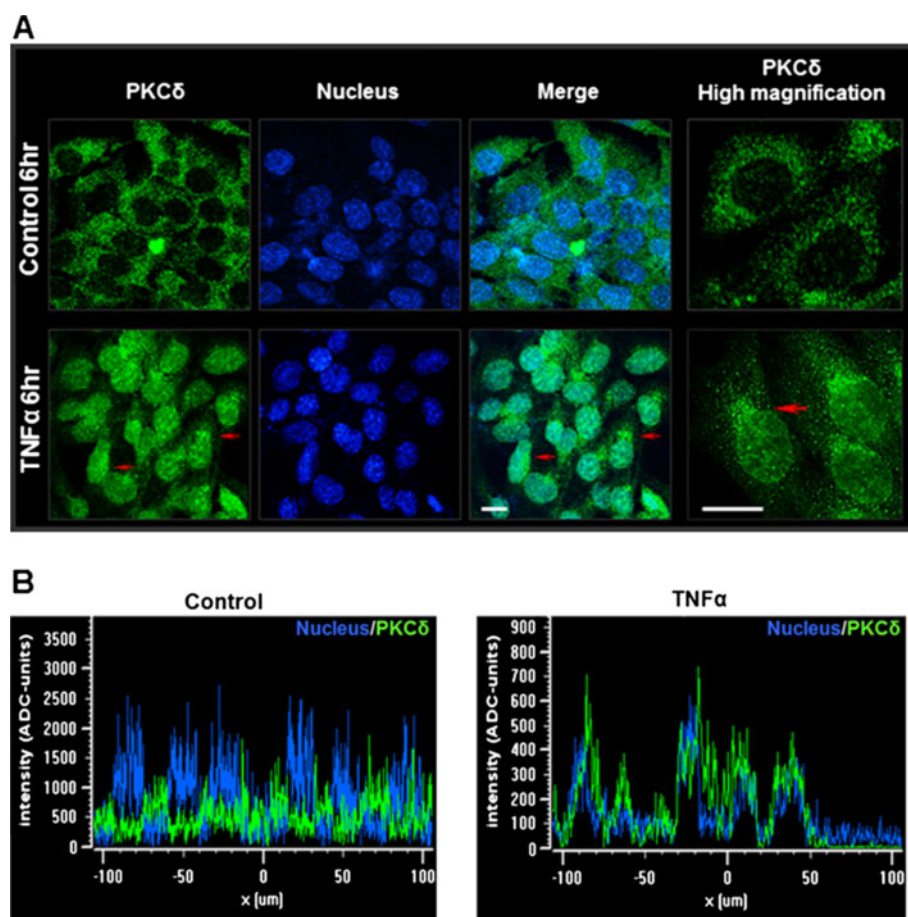 A
PKCδ
Nucleus
Merge
PKCδ
High magnification
Control 6hr
TNFα 6hr
B
Control
Nucleus/PKCδ
intensity (ADC-units)
3500
3000
2500
2000
1500
1000
500
0
-100 -50 0 50 100
x (um)
TNFα
Nucleus/PKCδ
intensity (ADC-units)
900
800
700
600
500
400
300
200
100
0
-100 -50 0 50 100
x (um)